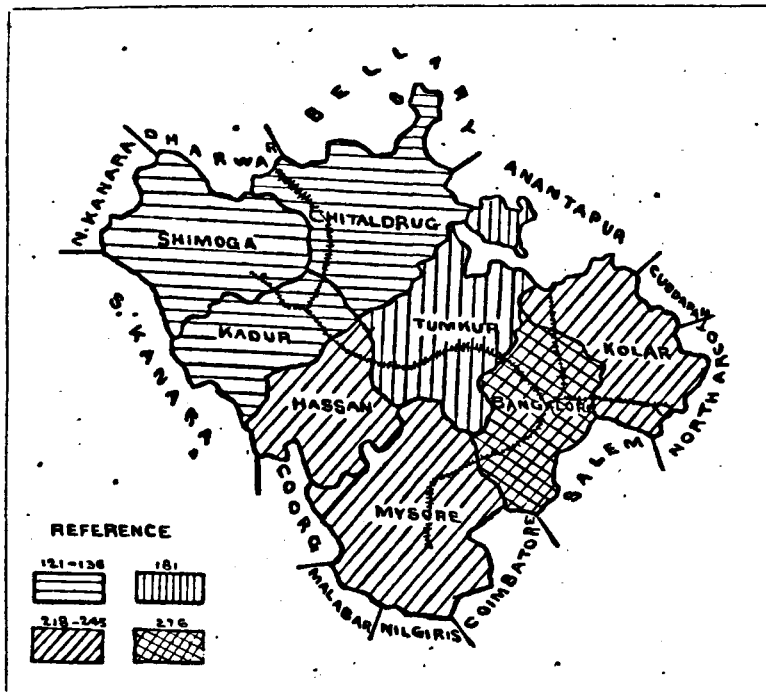 BELLARY
DHARWAR
N. KANARA
ANANTAPUR
CHITALDRUG
SHIMOGA
CUDDAPAH
S. KANARA
TUMKUR
KOLAR
KADUR
NORTH ARCOT
HASSAN
BANGALORE
SALEM
COORG
MYSORE
COIMBATORE
MALABAR
NILGIRIS
REFERENCE
121-136
181
218-245
276